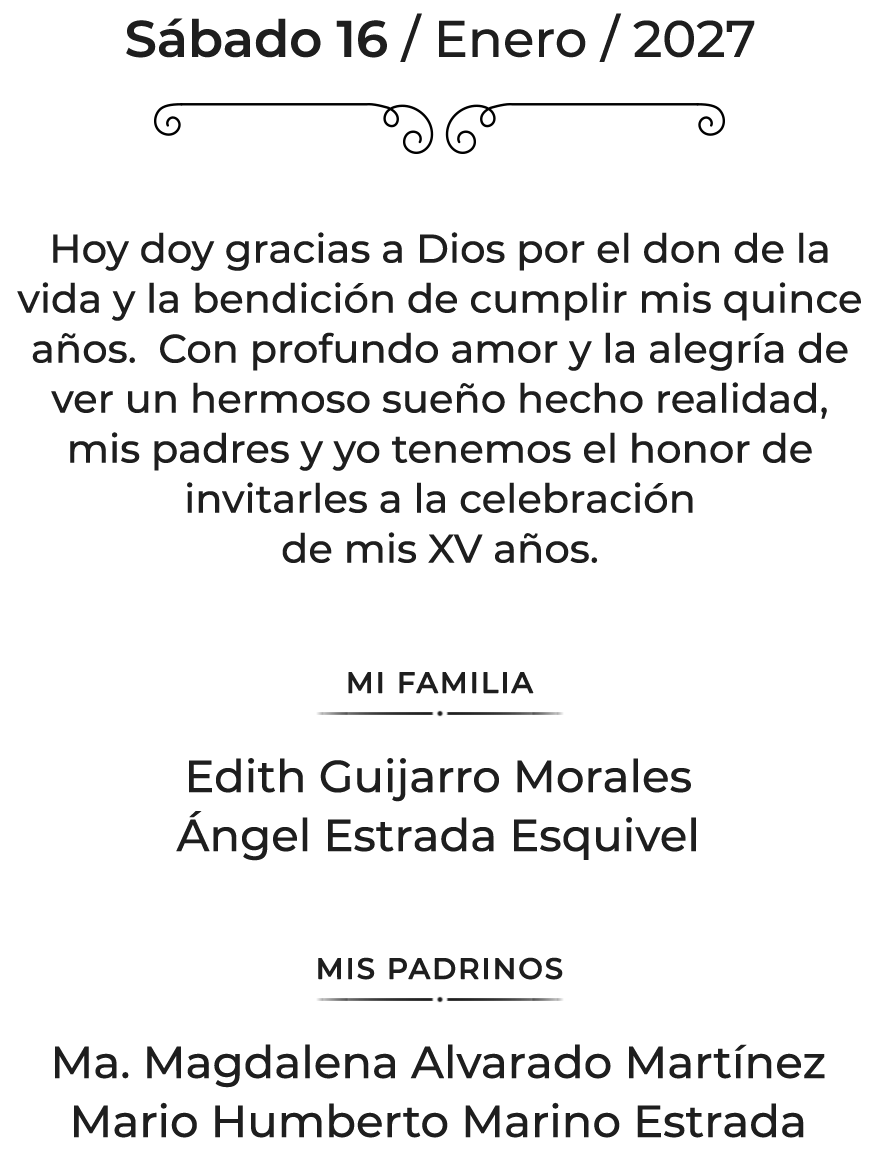 Sábado 16 / Enero / 2027
Hoy doy gracias a Dios por el don de la
vida y la bendición de cumplir mis quince
años.  Con profundo amor y la alegría de
ver un hermoso sueño hecho realidad,
mis padres y yo tenemos el honor de
invitarles a la celebración
de mis XV años.
MI FAMILIA
Edith Guijarro Morales
Ángel Estrada Esquivel
MIS PADRINOS
Ma. Magdalena Alvarado Martínez
Mario Humberto Marino Estrada